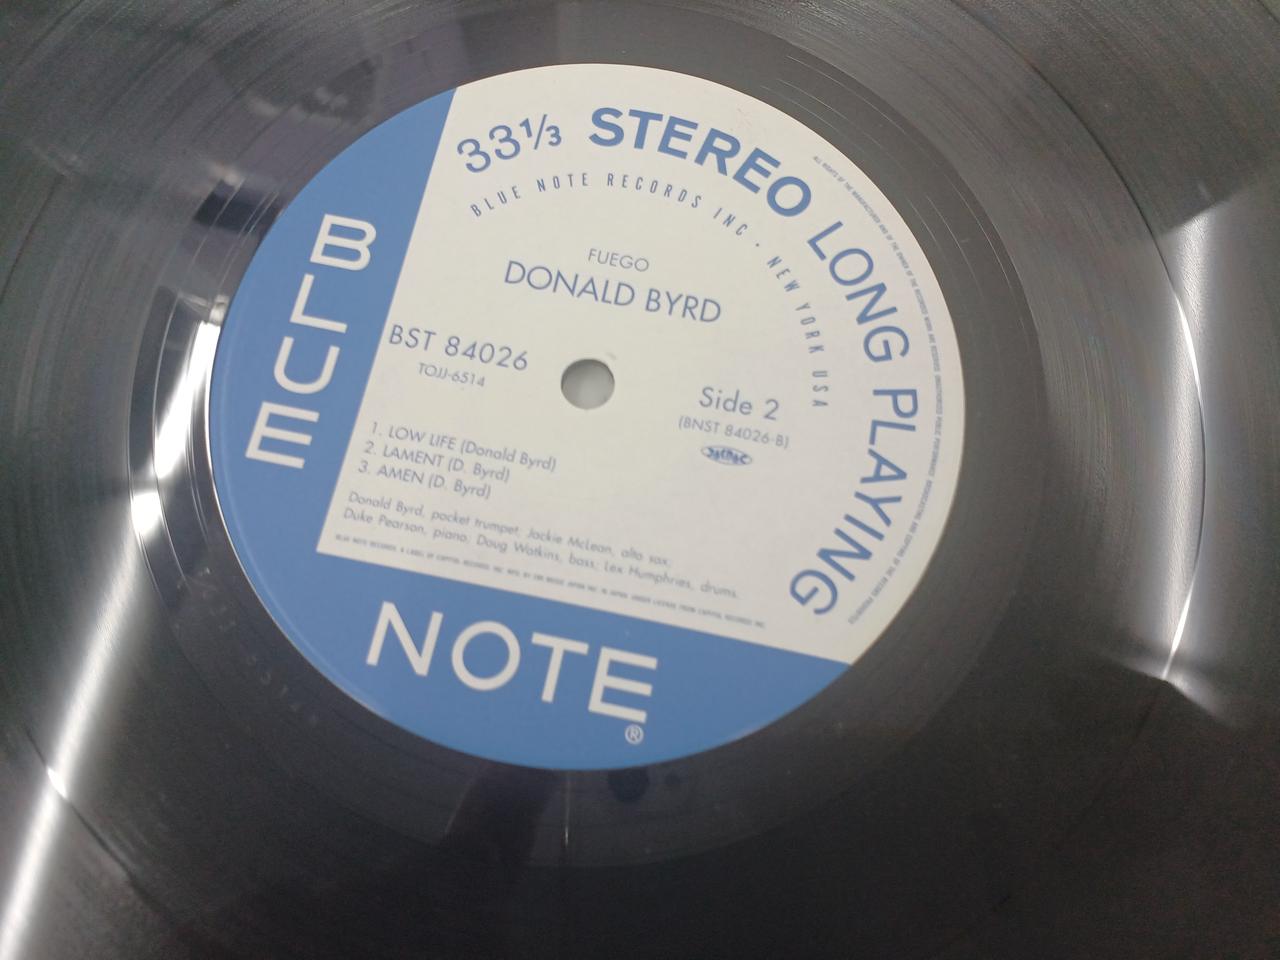 33⅓ STEREO LONG PLAYING
BLUE NOTE RECORDS INC · NEW YORK USA
FUEGO
DONALD BYRD
BST 84026
TOJJ-6514
Side 2
(BNST 84026-B)
1. LOW LIFE (Donald Byrd)
2. LAMENT (D. Byrd)
3. AMEN (D. Byrd)
Donald Byrd, pocket trumpet; Jackie McLean, alto sax;
Duke Pearson, piano; Doug Watkins, bass; Lex Humphries, drums.
BLUE
NOTE
®